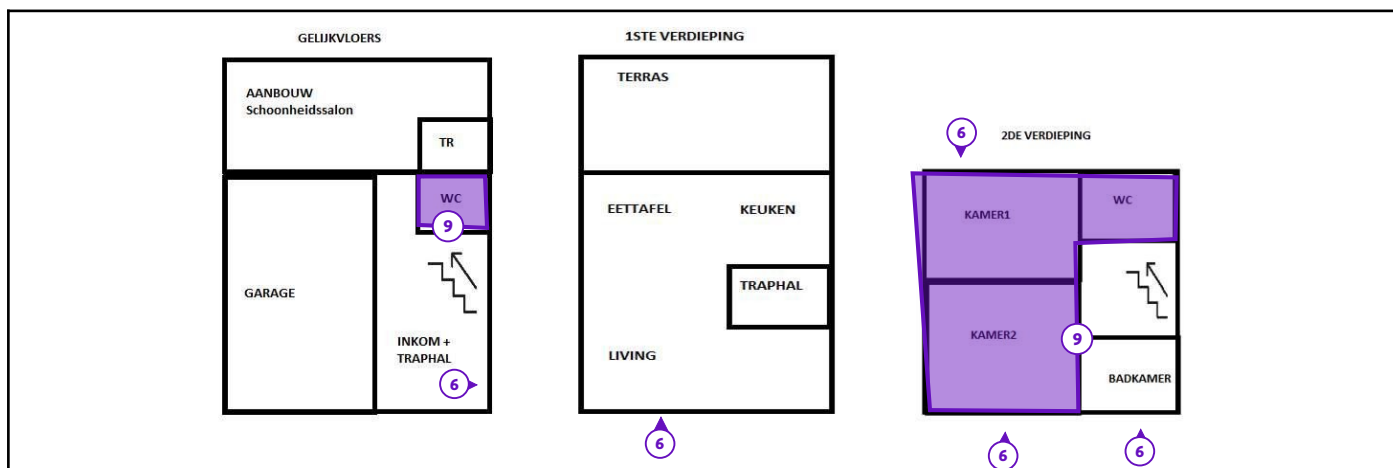 GELIJKVLOERS
AANBOUW
Schoonheidssalon
TR
WC
9
GARAGE
INKOM +
TRAPHAL
6
1STE VERDIEPING
TERRAS
EETTAFEL
KEUKEN
TRAPHAL
LIVING
6
6
2DE VERDIEPING
KAMER1
WC
KAMER2
9
BADKAMER
6
6